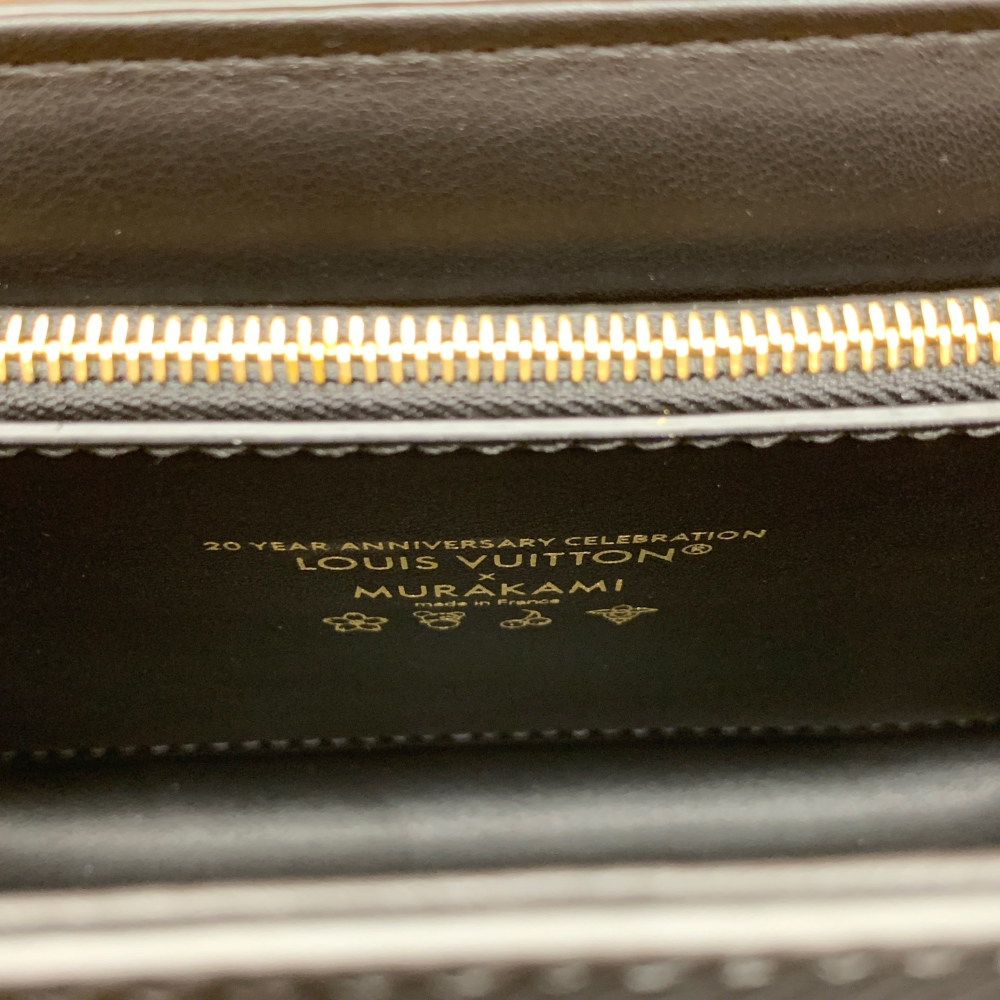 20 YEAR ANNIVERSARY CELEBRATION
LOUIS VUITTON®
x
MURAKAMI
made in France